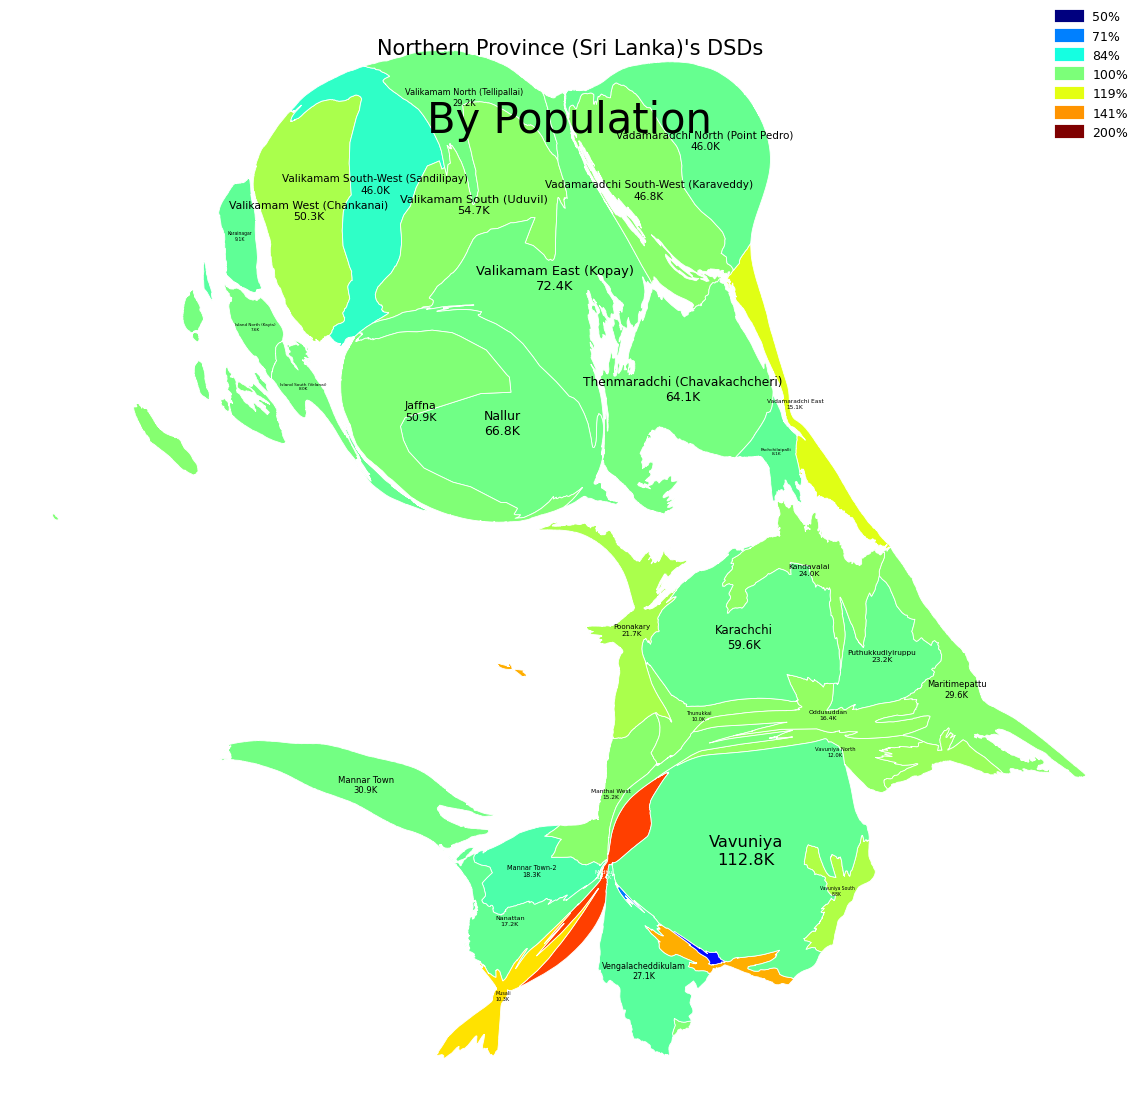 50%
71%
84%
100%
119%
141%
200%
Northern Province (Sri Lanka)'s DSDs
By Population
Valikamam North (Tellipallai)
29.2K
Vadamaradchi North (Point Pedro)
46.0K
Valikamam South-West (Sandilipay)
46.0K
Vadamaradchi South-West (Karaveddy)
46.8K
Valikamam West (Chankanai)
50.3K
Valikamam South (Uduvil)
54.7K
Karainagar
9.1K
Valikamam East (Kopay)
72.4K
Island North (Kayts)
7.6K
Island South (Velanai)
8.0K
Thenmaradchi (Chavakachcheri)
64.1K
Vadamaradchi East
15.1K
Jaffna
50.9K
Nallur
66.8K
8.1K
Kandavalai
24.0K
Poonakary
21.7K
Karachchi
59.6K
Puthukkudiyiruppu
23.2K
Maritimepattu
29.6K
Thunukkai
10.0K
Oddusuddan
16.4K
Vavuniya North
12.0K
Mannar Town
30.9K
Manthai West
15.2K
Vavuniya
112.8K
Mannar Town-2
18.3K
Vavuniya South
Nanattan
17.2K
Vengalacheddikulam
27.1K
Musali
10.3K